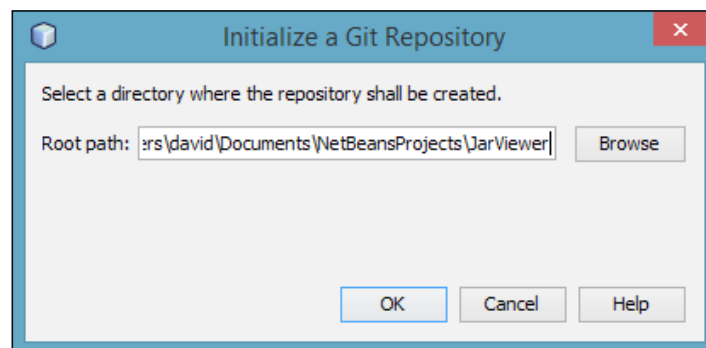 Initialize a Git Repository
Select a directory where the repository shall be created.
Root path: ers\david\Documents\NetBeansProjects\JarViewer Browse
OK Cancel Help